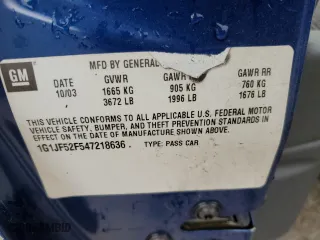 GM
MFD BY GENERAL
DATE GVWR GAWR GAWR RR
10/03 1665 KG 905 KG 760 KG
3672 LB 1996 LB 1676 LB
THIS VEHICLE CONFORMS TO ALL APPLICABLE U.S. FEDERAL MOTOR
VEHICLE SAFETY, BUMPER, AND THEFT PREVENTION STANDARDS
IN EFFECT ON THE DATE OF MANUFACTURE SHOWN ABOVE.
1G1JF52F547218636 TYPE: PASS CAR